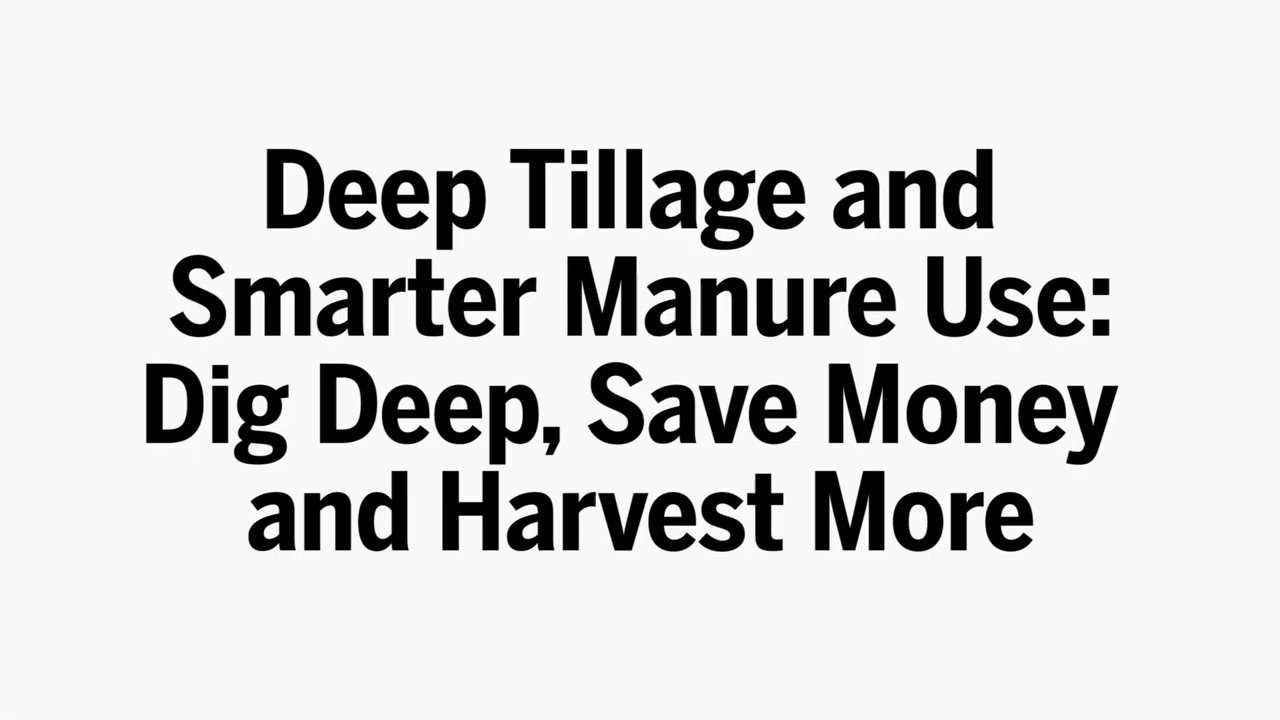 Deep Tillage and
Smarter Manure Use:
Dig Deep, Save Money
and Harvest More